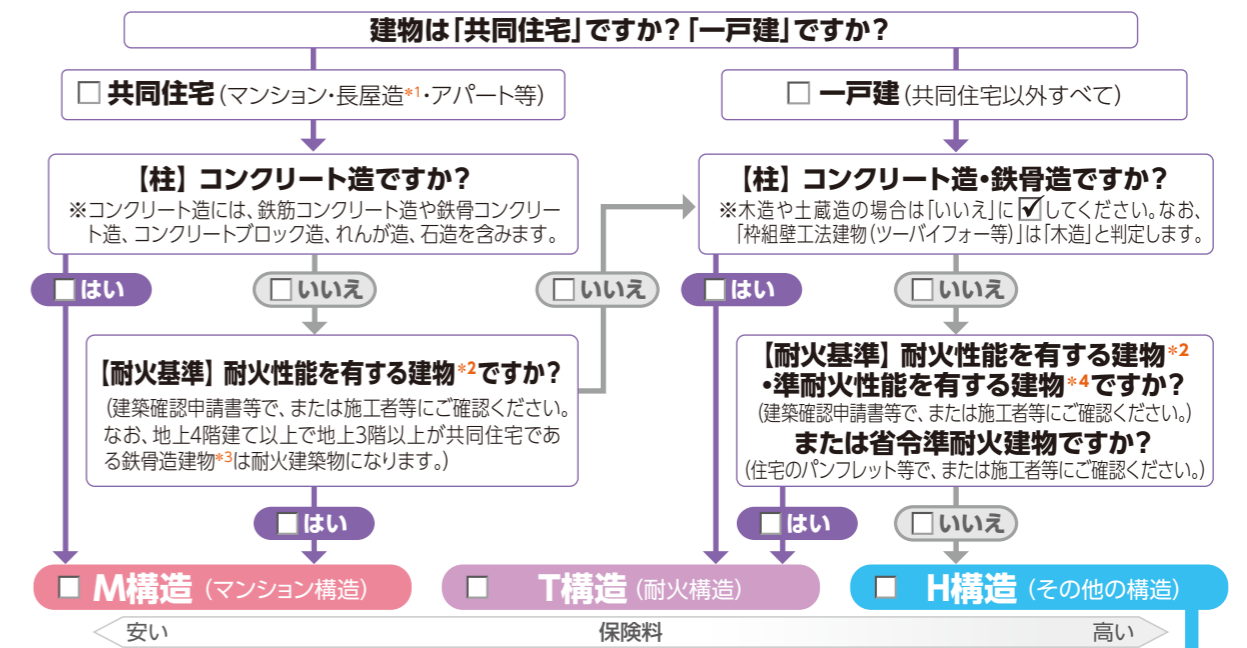 建物は「共同住宅」ですか？「一戸建」ですか？
□ 共同住宅（マンション・長屋造*1・アパート等）
□ 一戸建（共同住宅以外すべて）
【柱】コンクリート造ですか？
※コンクリート造には、鉄筋コンクリート造や鉄骨コンクリー
ト造、コンクリートブロック造、れんが造、石造を含みます。
【柱】コンクリート造・鉄骨造ですか？
※木造や土蔵造の場合は「いいえ」に☑してください。なお、
「枠組壁工法建物（ツーバイフォー等）」は「木造」と判定します。
□はい
□いいえ
□いいえ
□はい
□いいえ
【耐火基準】耐火性能を有する建物*2ですか？
（建築確認申請書等で、または施工者等にご確認ください。
なお、地上4階建て以上で地上3階以上が共同住宅であ
る鉄骨造建物*3は耐火建築物になります。）
【耐火基準】耐火性能を有する建物*2
・準耐火性能を有する建物*4ですか？
（建築確認申請書等で、または施工者等にご確認ください。）
または省令準耐火建物ですか？
（住宅のパンフレット等で、または施工者等にご確認ください。）
□はい
□はい
□いいえ
□ M構造（マンション構造）
□ T構造（耐火構造）
□ H構造（その他の構造）
安い
保険料
高い